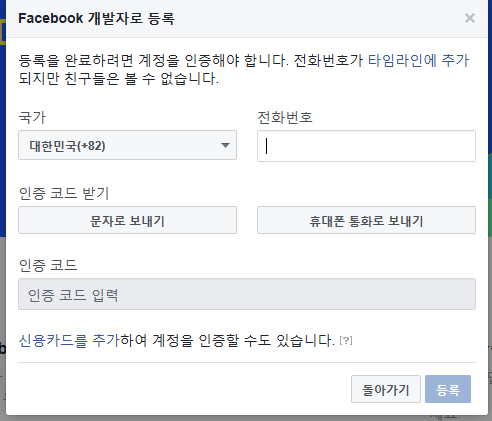 Facebook 개발자로 등록
등록을 완료하려면 계정을 인증해야 합니다. 전화번호가 타임라인에 추가
되지만 친구들은 볼 수 없습니다.
국가 전화번호
대한민국(+82)
인증 코드 받기
문자로 보내기 휴대폰 통화로 보내기
인증 코드
인증 코드 입력
신용카드를 추가하여 계정을 인증할 수도 있습니다. [?]
돌아가기 등록